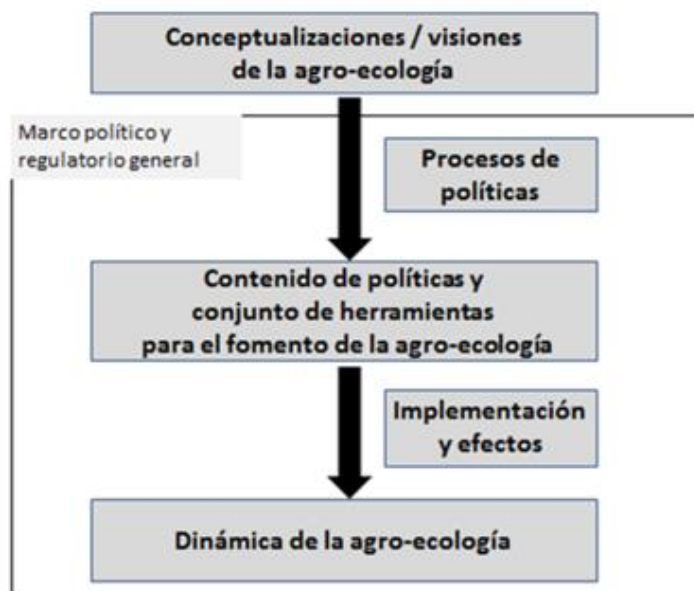 Conceptualizaciones / visiones
de la agro-ecología
Marco político y
regulatorio general
Procesos de
políticas
Contenido de políticas y
conjunto de herramientas
para el fomento de la agro-ecología
Implementación
y efectos
Dinámica de la agro-ecología